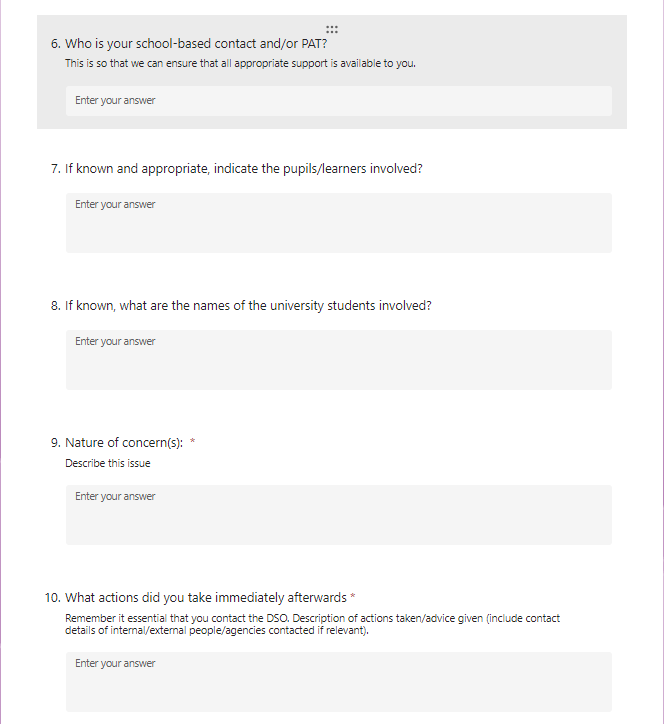 6. Who is your school-based contact and/or PAT?
This is so that we can ensure that all appropriate support is available to you.
Enter your answer
7. If known and appropriate, indicate the pupils/learners involved?
Enter your answer
8. If known, what are the names of the university students involved?
Enter your answer
9. Nature of concern(s): *
Describe this issue
Enter your answer
10. What actions did you take immediately afterwards *
Remember it essential that you contact the DSO. Description of actions taken/advice given (include contact
details of internal/external people/agencies contacted if relevant).
Enter your answer